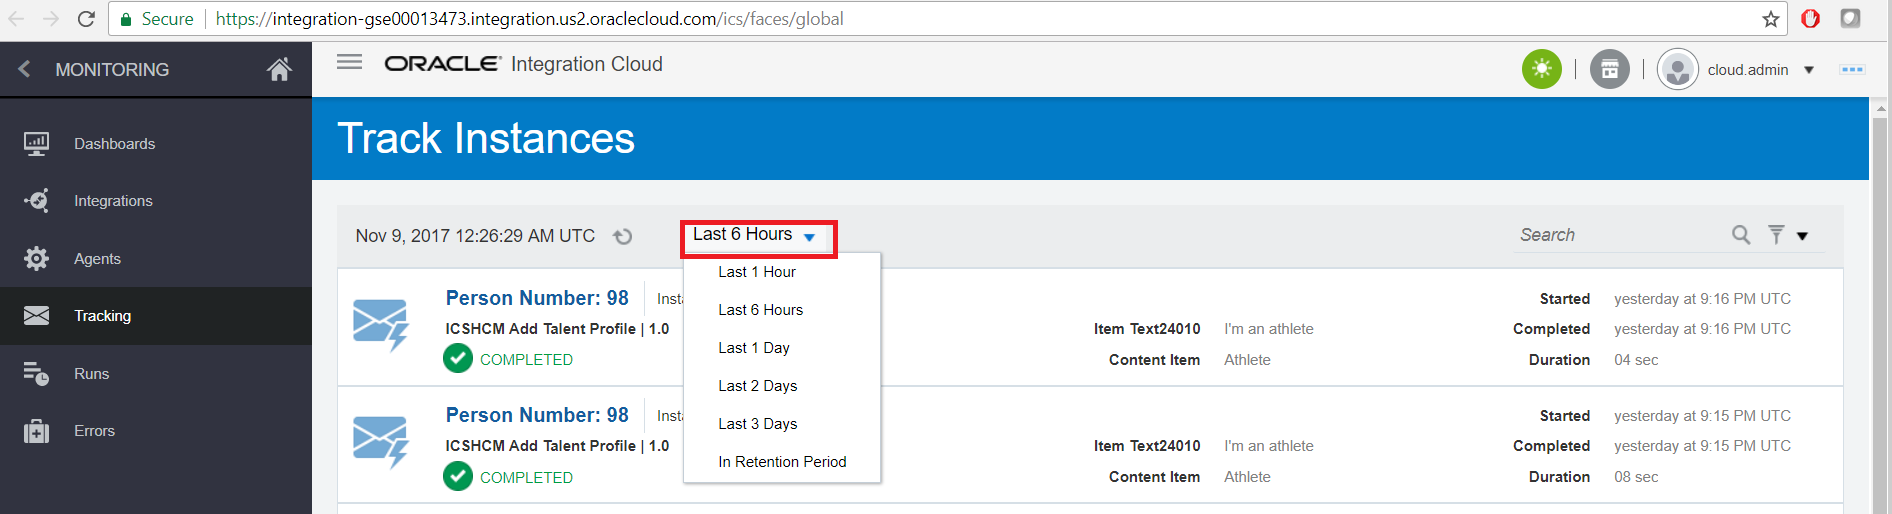 Secure https://integration-gse00013473.integration.us2.oraclecloud.com/ics/faces/global
MONITORING
ORACLE Integration Cloud
cloud.admin
Dashboards
Integrations
Agents
Tracking
Runs
Errors
Track Instances
Nov 9, 2017 12:26:29 AM UTC
Last 6 Hours
Search
Last 1 Hour
Last 6 Hours
Last 1 Day
Last 2 Days
Last 3 Days
In Retention Period
Person Number: 98
ICSHCM Add Talent Profile | 1.0
COMPLETED
Item Text24010 I'm an athlete
Content Item Athlete
Started yesterday at 9:16 PM UTC
Completed yesterday at 9:16 PM UTC
Duration 04 sec
Person Number: 98
ICSHCM Add Talent Profile | 1.0
COMPLETED
Item Text24010 I'm an athlete
Content Item Athlete
Started yesterday at 9:15 PM UTC
Completed yesterday at 9:15 PM UTC
Duration 08 sec